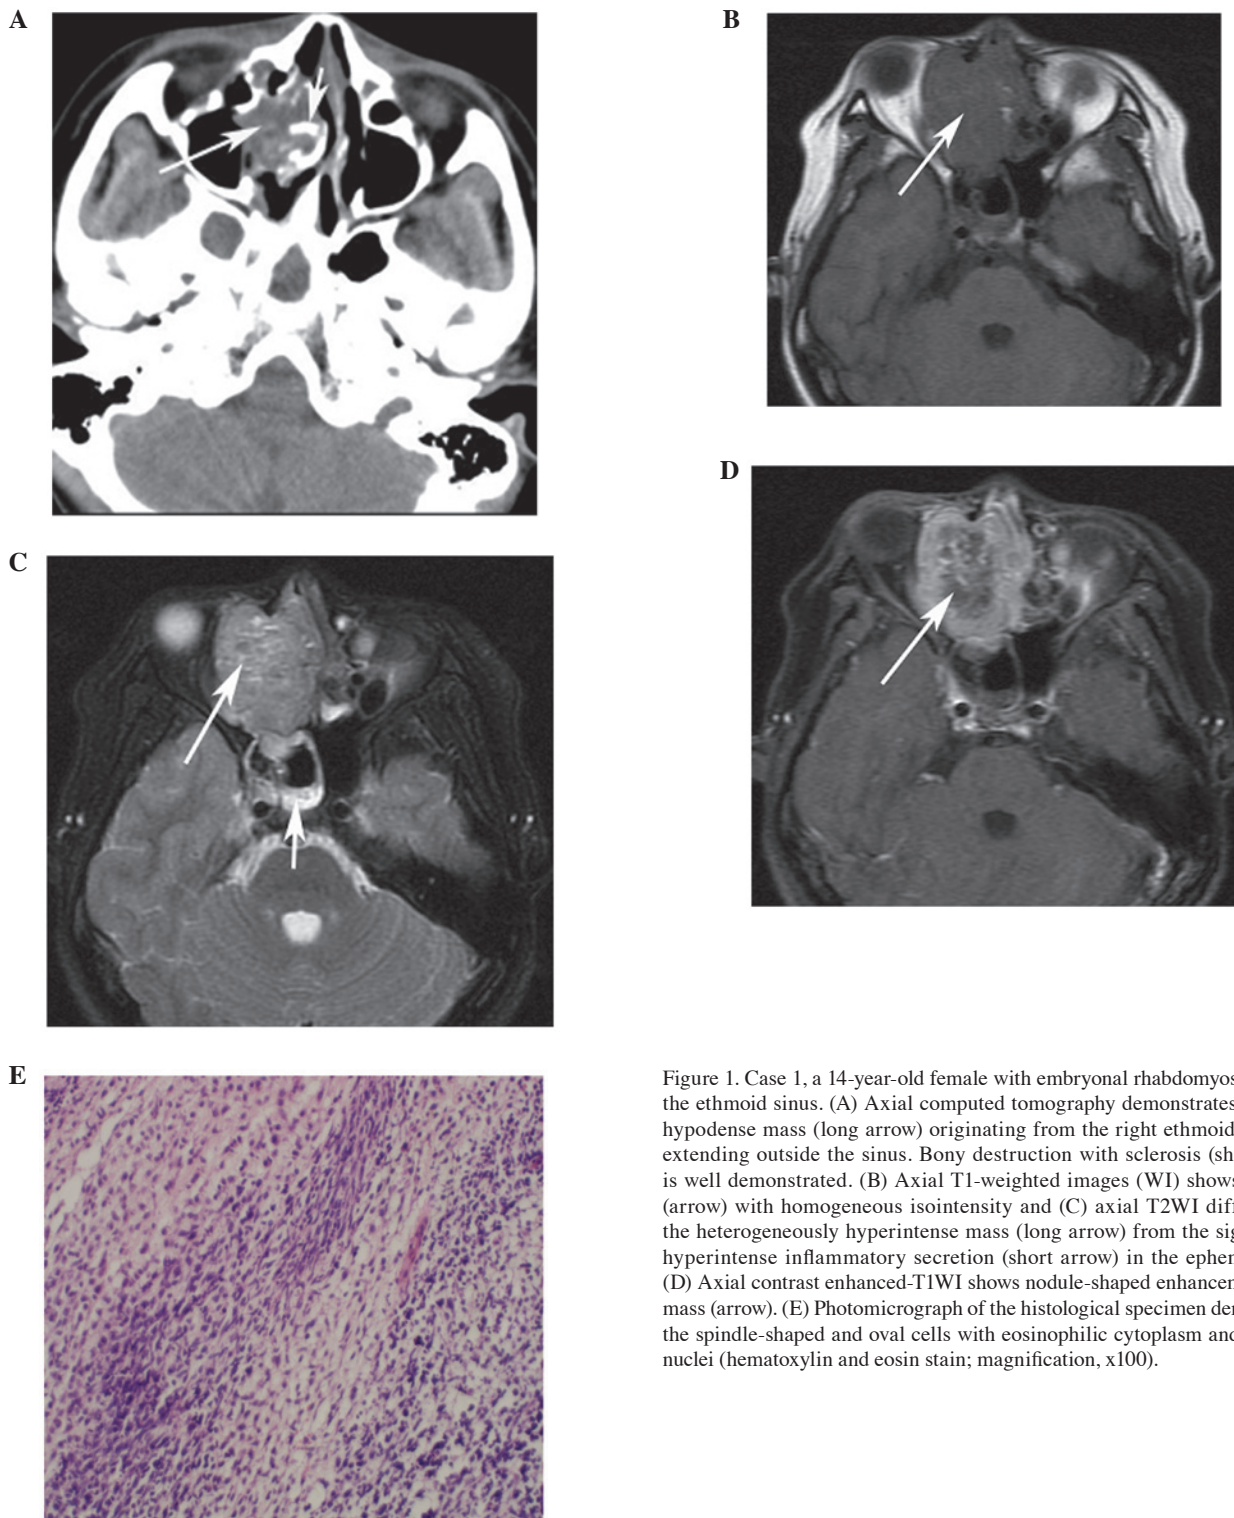 A
B
C
D
E
Figure 1. Case 1, a 14-year-old female with embryonal rhabdomyos
the ethmoid sinus. (A) Axial computed tomography demonstrates
hypodense mass (long arrow) originating from the right ethmoid
extending outside the sinus. Bony destruction with sclerosis (sh
is well demonstrated. (B) Axial T1-weighted images (WI) shows
(arrow) with homogeneous isointensity and (C) axial T2WI diff
the heterogeneously hyperintense mass (long arrow) from the sig
hyperintense inflammatory secretion (short arrow) in the ephen
(D) Axial contrast enhanced-T1WI shows nodule-shaped enhancen
mass (arrow). (E) Photomicrograph of the histological specimen den
the spindle-shaped and oval cells with eosinophilic cytoplasm and
nuclei (hematoxylin and eosin stain; magnification, x100).